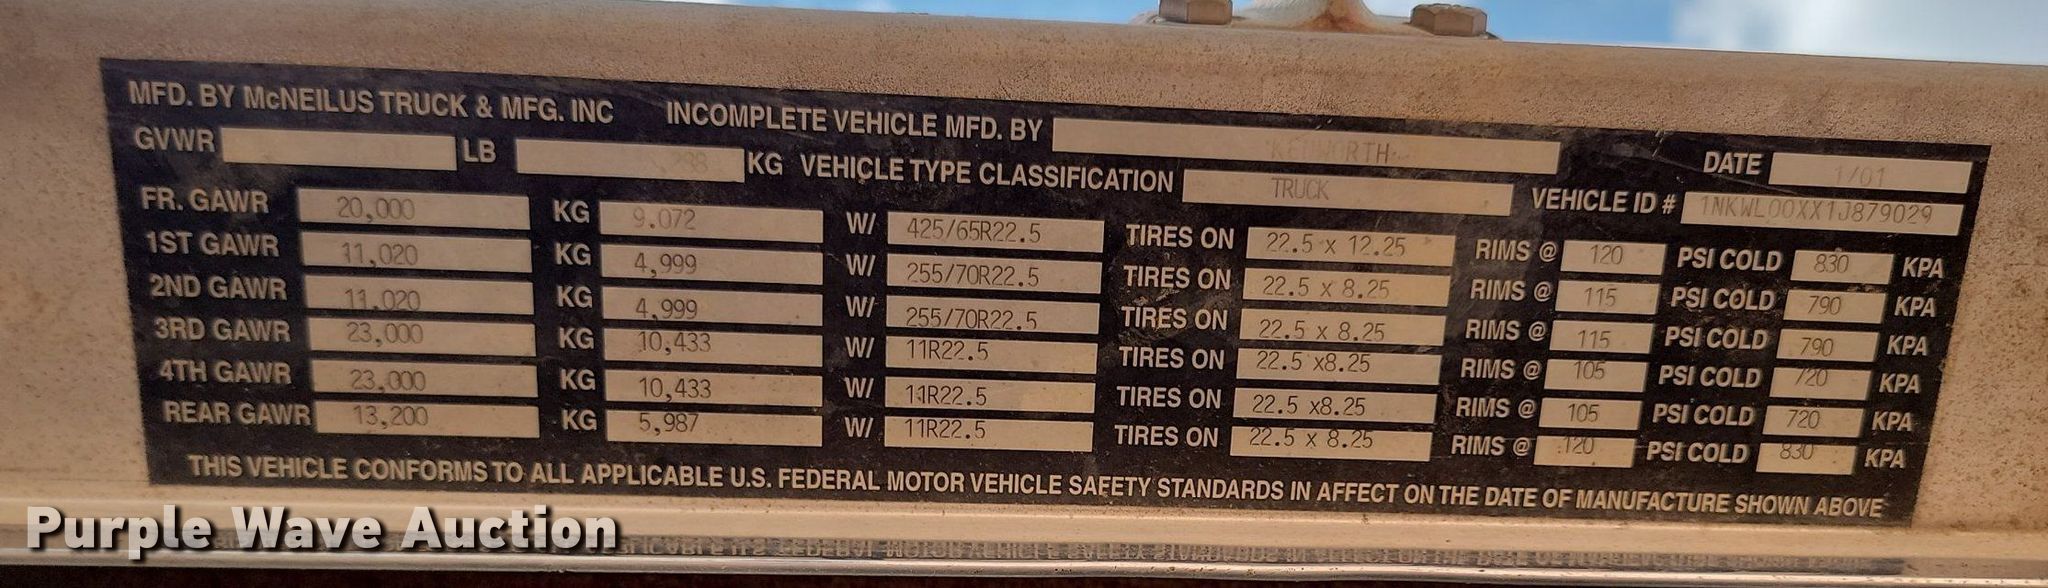 MFD. BY McNEILUS TRUCK & MFG. INC INCOMPLETE VEHICLE MFD. BY KENWORTH DATE 1/01
GVWR LB KG VEHICLE TYPE CLASSIFICATION TRUCK VEHICLE ID # 1NKWL00XX1J879029
FR. GAWR 20,000 KG 9.072 W/ 425/65R22.5 TIRES ON 22.5 x 12.25 RIMS @ 120 PSI COLD 830 KPA
1ST GAWR 11,020 KG 4,999 W/ 255/70R22.5 TIRES ON 22.5 x 8.25 RIMS @ 115 PSI COLD 790 KPA
2ND GAWR 11.020 KG 4,999 W/ 255/70R22.5 TIRES ON 22.5 x 8.25 RIMS @ 115 PSI COLD 790 KPA
3RD GAWR 23,000 KG 10,433 W/ 11R22.5 TIRES ON 22.5 x8.25 RIMS @ 105 PSI COLD 720 KPA
4TH GAWR 23,000 KG 10,433 W/ 11R22.5 TIRES ON 22.5 x8.25 RIMS @ 105 PSI COLD 720 KPA
REAR GAWR 13,200 KG 5,987 W/ 11R22.5 TIRES ON 22.5 x 8.25 RIMS @ 120 PSI COLD 830 KPA
THIS VEHICLE CONFORMS TO ALL APPLICABLE U.S. FEDERAL MOTOR VEHICLE SAFETY STANDARDS IN AFFECT ON THE DATE OF MANUFACTURE SHOWN ABOVE
Purple Wave Auction